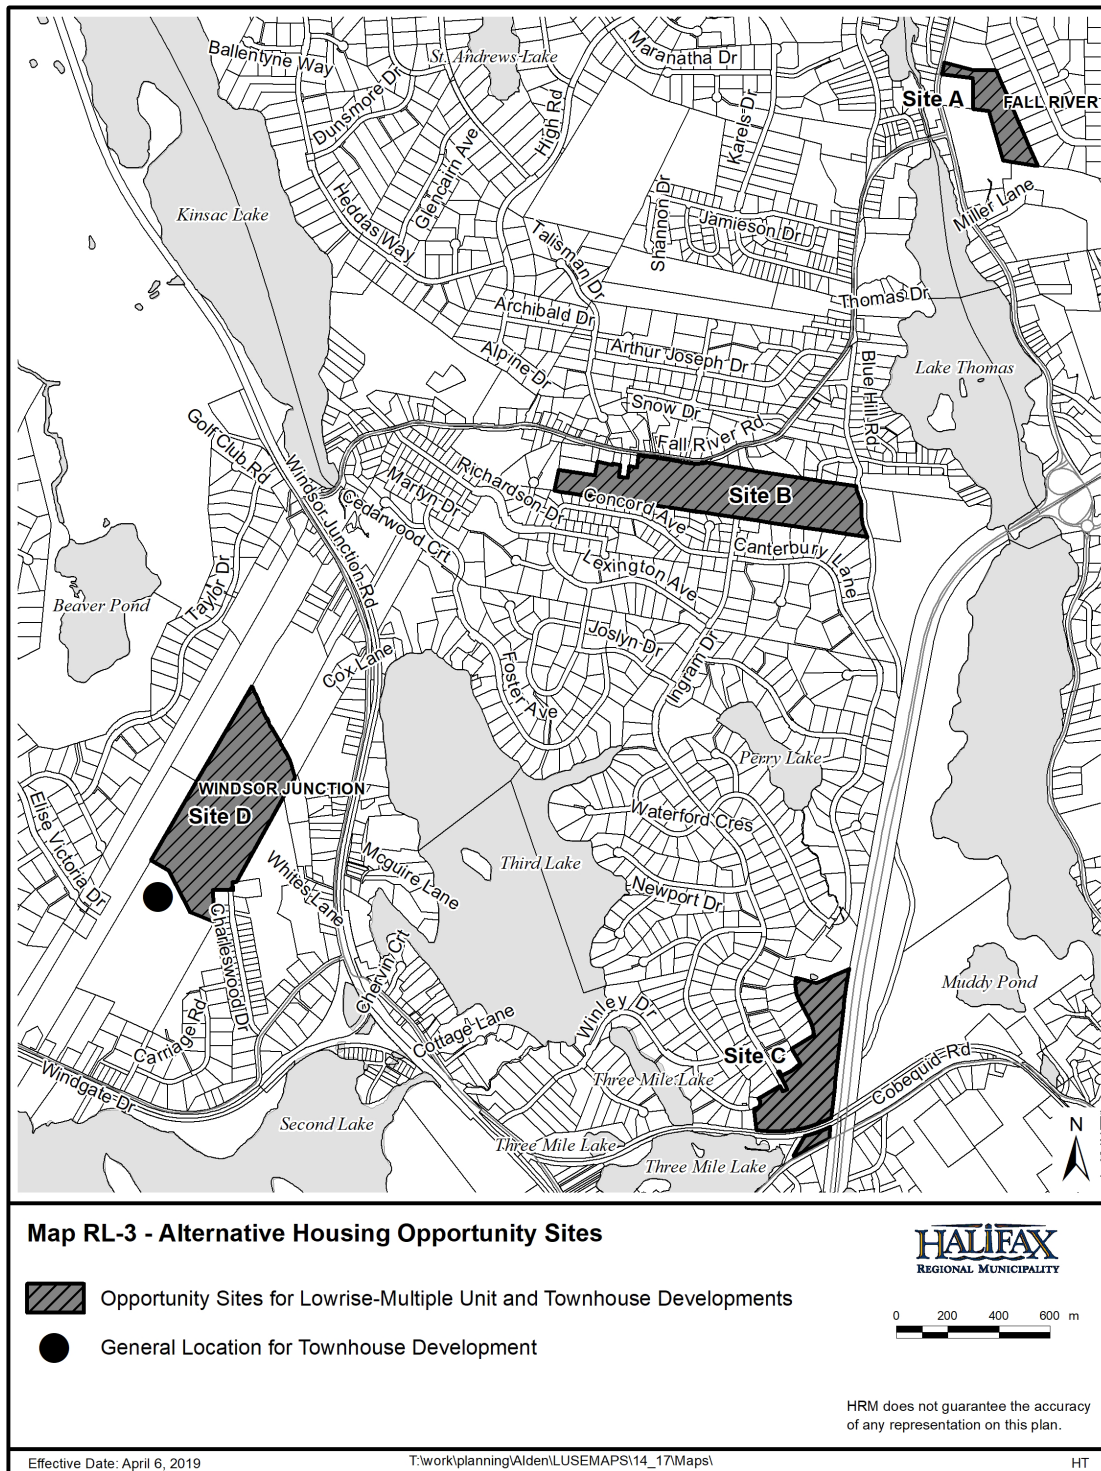 Ballentyne Way
St. Andrews Lake
Maranatha Dr
Dunsmore Dr
High Rd
Karels Dr
Site A
FALL RIVER
Glencairn Ave
Kinsac Lake
Heddas Way
Shannon Dr
Jamieson Dr
Miller Lane
Talisman Dr
Thomas Dr
Archibald Dr
Alpine Dr
Arthur Joseph Dr
Blue Hill Rd
Lake Thomas
Snow Dr
Fall River Rd
Golf Club Rd
Windsor Junction Rd
Martyn Dr
Richardson Dr
Cedarwood Crt
Concord Ave
Site B
Canterbury Lane
Lexington Ave
Beaver Pond
Taylor Dr
Joslyn Dr
Ingram Dr
Cox Lane
Foster Ave
Perry Lake
WINDSOR JUNCTION
Site D
Elise Victoria Dr
Waterford Cres
Whites Lane
Mcguire Lane
Third Lake
Newport Dr
Charleswood Dr
Chervin Crt
Muddy Pond
Carriage Rd
Cottage Lane
Winley Dr
Site C
Windgate Dr
Three Mile Lake
Cobequid Rd
Second Lake
Three Mile Lake
Three Mile Lake
N
Map RL-3 - Alternative Housing Opportunity Sites
HALIFAX
REGIONAL MUNICIPALITY
Opportunity Sites for Lowrise-Multiple Unit and Townhouse Developments
0 200 400 600 m
General Location for Townhouse Development
HRM does not guarantee the accuracy
of any representation on this plan.
Effective Date: April 6, 2019
T:\work\planning\Alden\LUSEMAPS\14_17\Maps\
HT